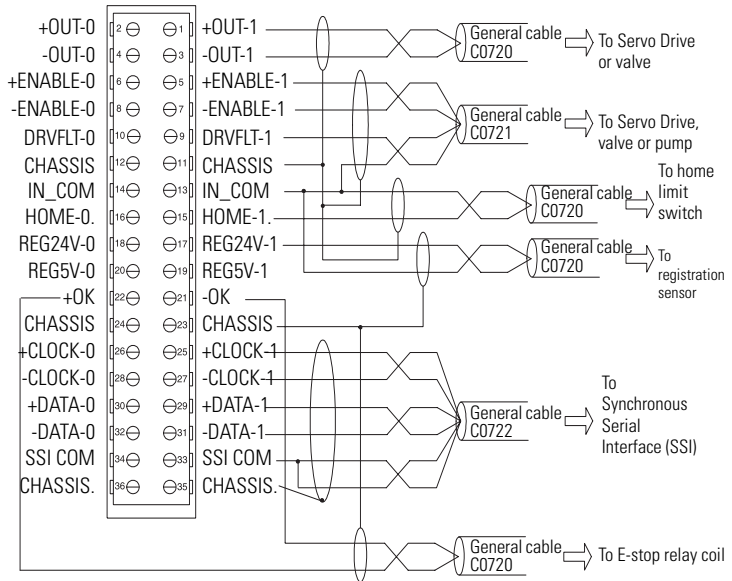 +OUT-0 2 1 +OUT-1
-OUT-0 4 3 -OUT-1
+ENABLE-0 6 5 +ENABLE-1
-ENABLE-0 8 7 -ENABLE-1
DRVFLT-0 10 9 DRVFLT-1
CHASSIS 12 11 CHASSIS
IN_COM 14 13 IN_COM
HOME-0. 16 15 HOME-1.
REG24V-0 18 17 REG24V-1
REG5V-0 20 19 REG5V-1
+OK 22 21 -OK
CHASSIS 24 23 CHASSIS
+CLOCK-0 26 25 +CLOCK-1
-CLOCK-0 28 27 -CLOCK-1
+DATA-0 30 29 +DATA-1
-DATA-0 32 31 -DATA-1
SSI COM 34 33 SSI COM
CHASSIS. 36 35 CHASSIS.
General cable
C0720
To Servo Drive
or valve
General cable
C0721
To Servo Drive,
valve or pump
General cable
C0720
To home
limit
switch
General cable
C0720
To
registration
sensor
General cable
C0722
To
Synchronous
Serial
Interface (SSI)
General cable
C0720
To E-stop relay coil